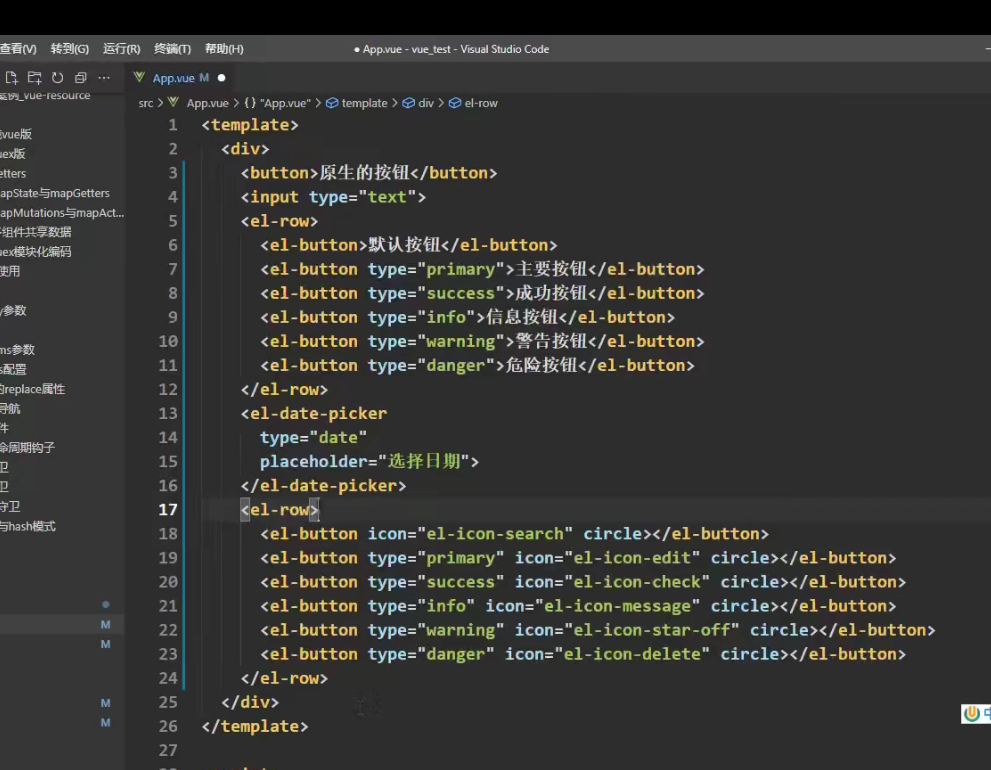 查看(V) 转到(G) 运行(R) 终端(T) 帮助(H) ● App.vue - vue_test - Visual Studio Code
App.vue M
src > App.vue > {} "App.vue" > template > div > el-row
_vue-resource
vue版
ex版
etters
apState与mapGetters
apMutations与mapAct...
组件共享数据
ex模块化编码
使用
参数
ms参数
配置
的replace属性
导航
件
命周期钩子
卫
卫
守卫
与hash模式
M
M
M
M
1 <template>
2 <div>
3 <button>原生的按钮</button>
4 <input type="text">
5 <el-row>
6 <el-button>默认按钮</el-button>
7 <el-button type="primary">主要按钮</el-button>
8 <el-button type="success">成功按钮</el-button>
9 <el-button type="info">信息按钮</el-button>
10 <el-button type="warning">警告按钮</el-button>
11 <el-button type="danger">危险按钮</el-button>
12 </el-row>
13 <el-date-picker
14 type="date"
15 placeholder="选择日期">
16 </el-date-picker>
17 <el-row>
18 <el-button icon="el-icon-search" circle></el-button>
19 <el-button type="primary" icon="el-icon-edit" circle></el-button>
20 <el-button type="success" icon="el-icon-check" circle></el-button>
21 <el-button type="info" icon="el-icon-message" circle></el-button>
22 <el-button type="warning" icon="el-icon-star-off" circle></el-button>
23 <el-button type="danger" icon="el-icon-delete" circle></el-button>
24 </el-row>
25 </div>
26 </template>
27